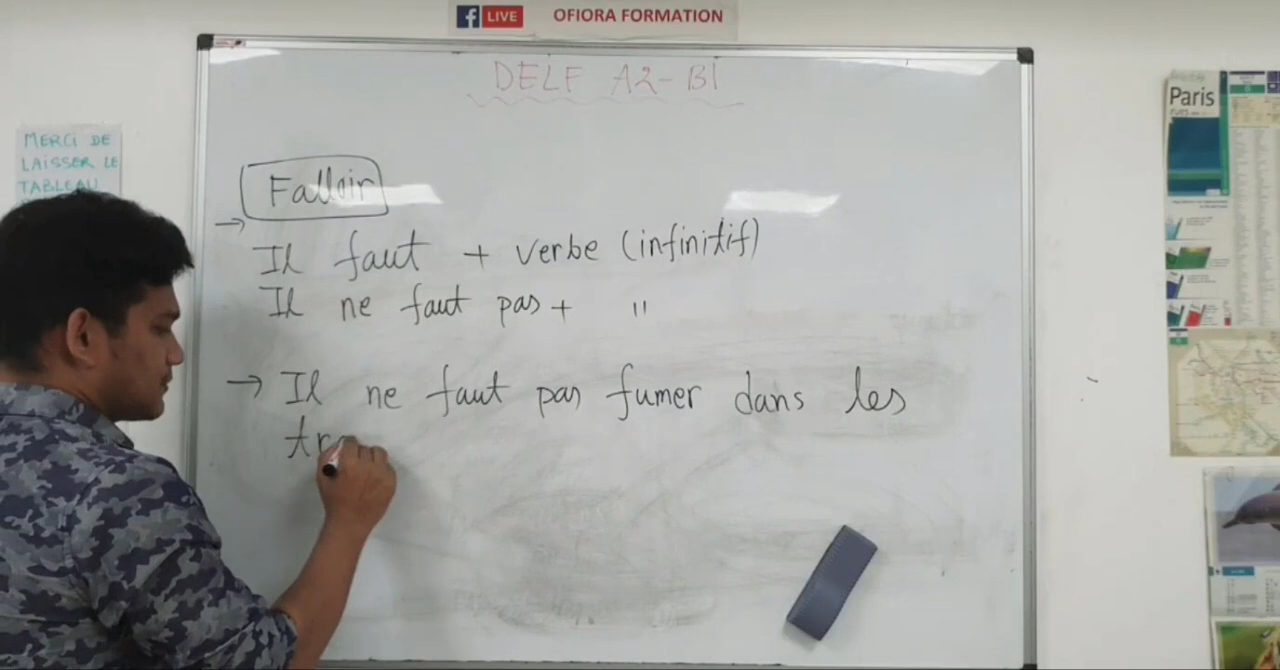 LIVE OFIORA FORMATION
DELF A2-B1
MERCI DE
LAISSER LE
TABLEAU
Falloir
→
Il faut + verbe (infinitif)
Il ne faut pas + "
→ Il ne faut pas fumer dans les
tr
Paris